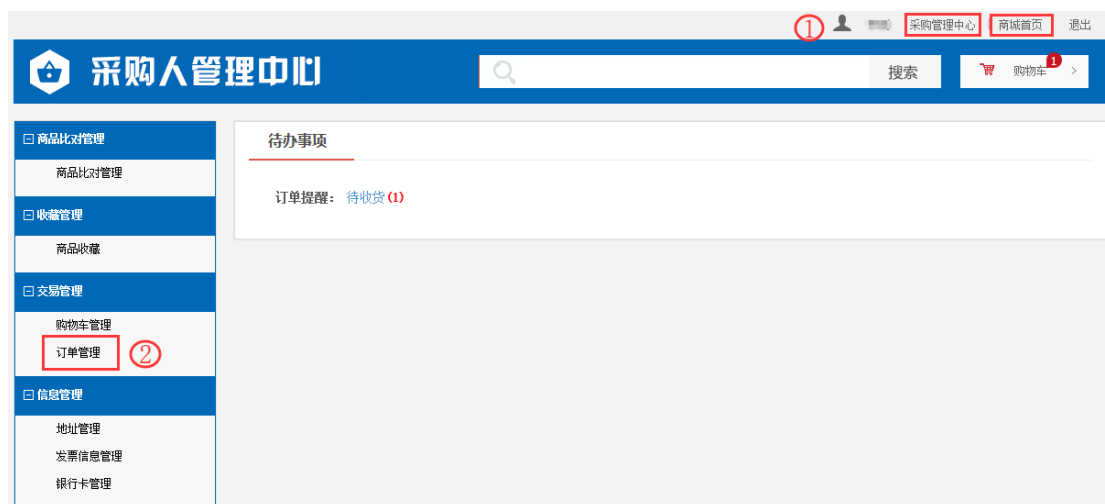 ① 采购管理中心 商城首页 退出
采购人管理中心 搜索 购物车 1 >
商品比对管理
商品比对管理
收藏管理
商品收藏
交易管理
购物车管理
订单管理 ②
信息管理
地址管理
发票信息管理
银行卡管理
待办事项
订单提醒： 待收货(1)